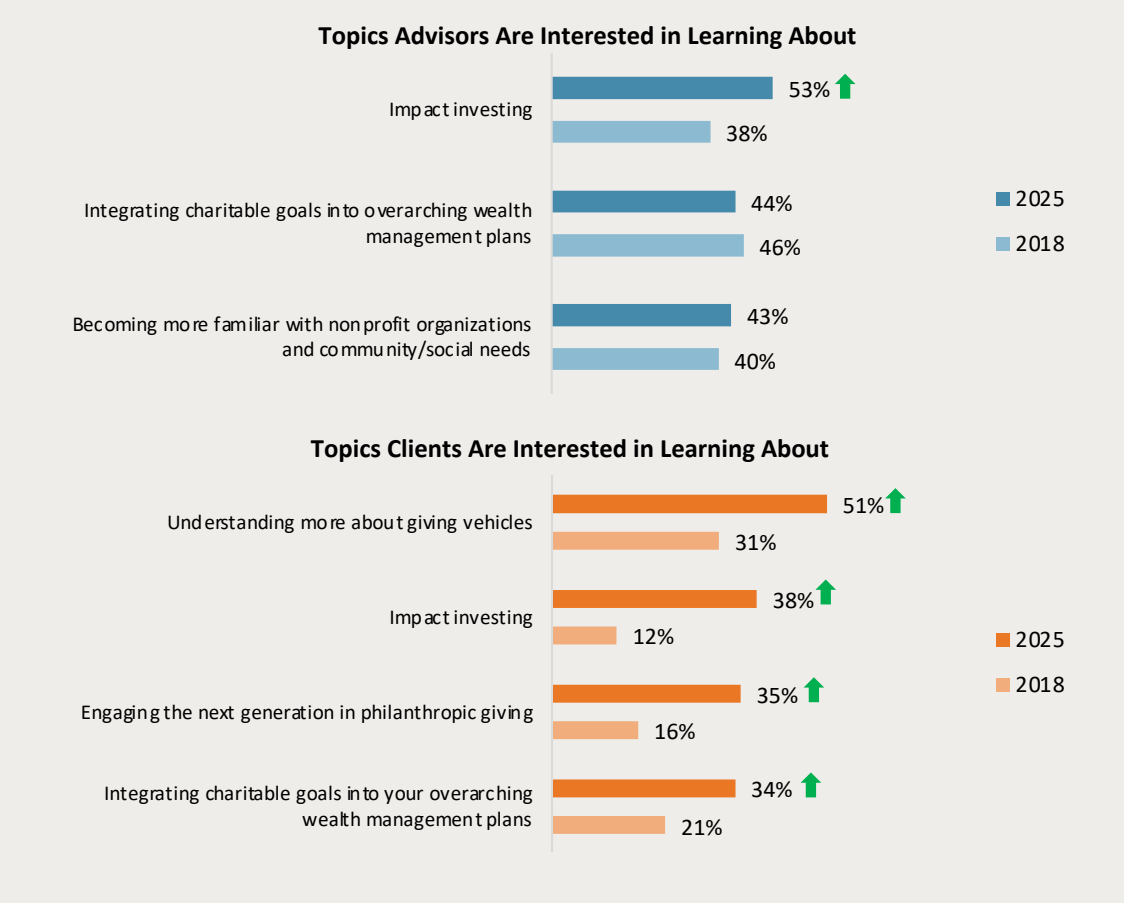 Topics Advisors Are Interested in Learning About
Impact investing
53%
38%
Integrating charitable goals into overarching wealth
management plans
44%
46%
Becoming more familiar with nonprofit organizations
and community/social needs
43%
40%
2025
2018
Topics Clients Are Interested in Learning About
Understanding more about giving vehicles
51%
31%
Impact investing
38%
12%
Engaging the next generation in philanthropic giving
35%
16%
Integrating charitable goals into your overarching
wealth management plans
34%
21%
2025
2018